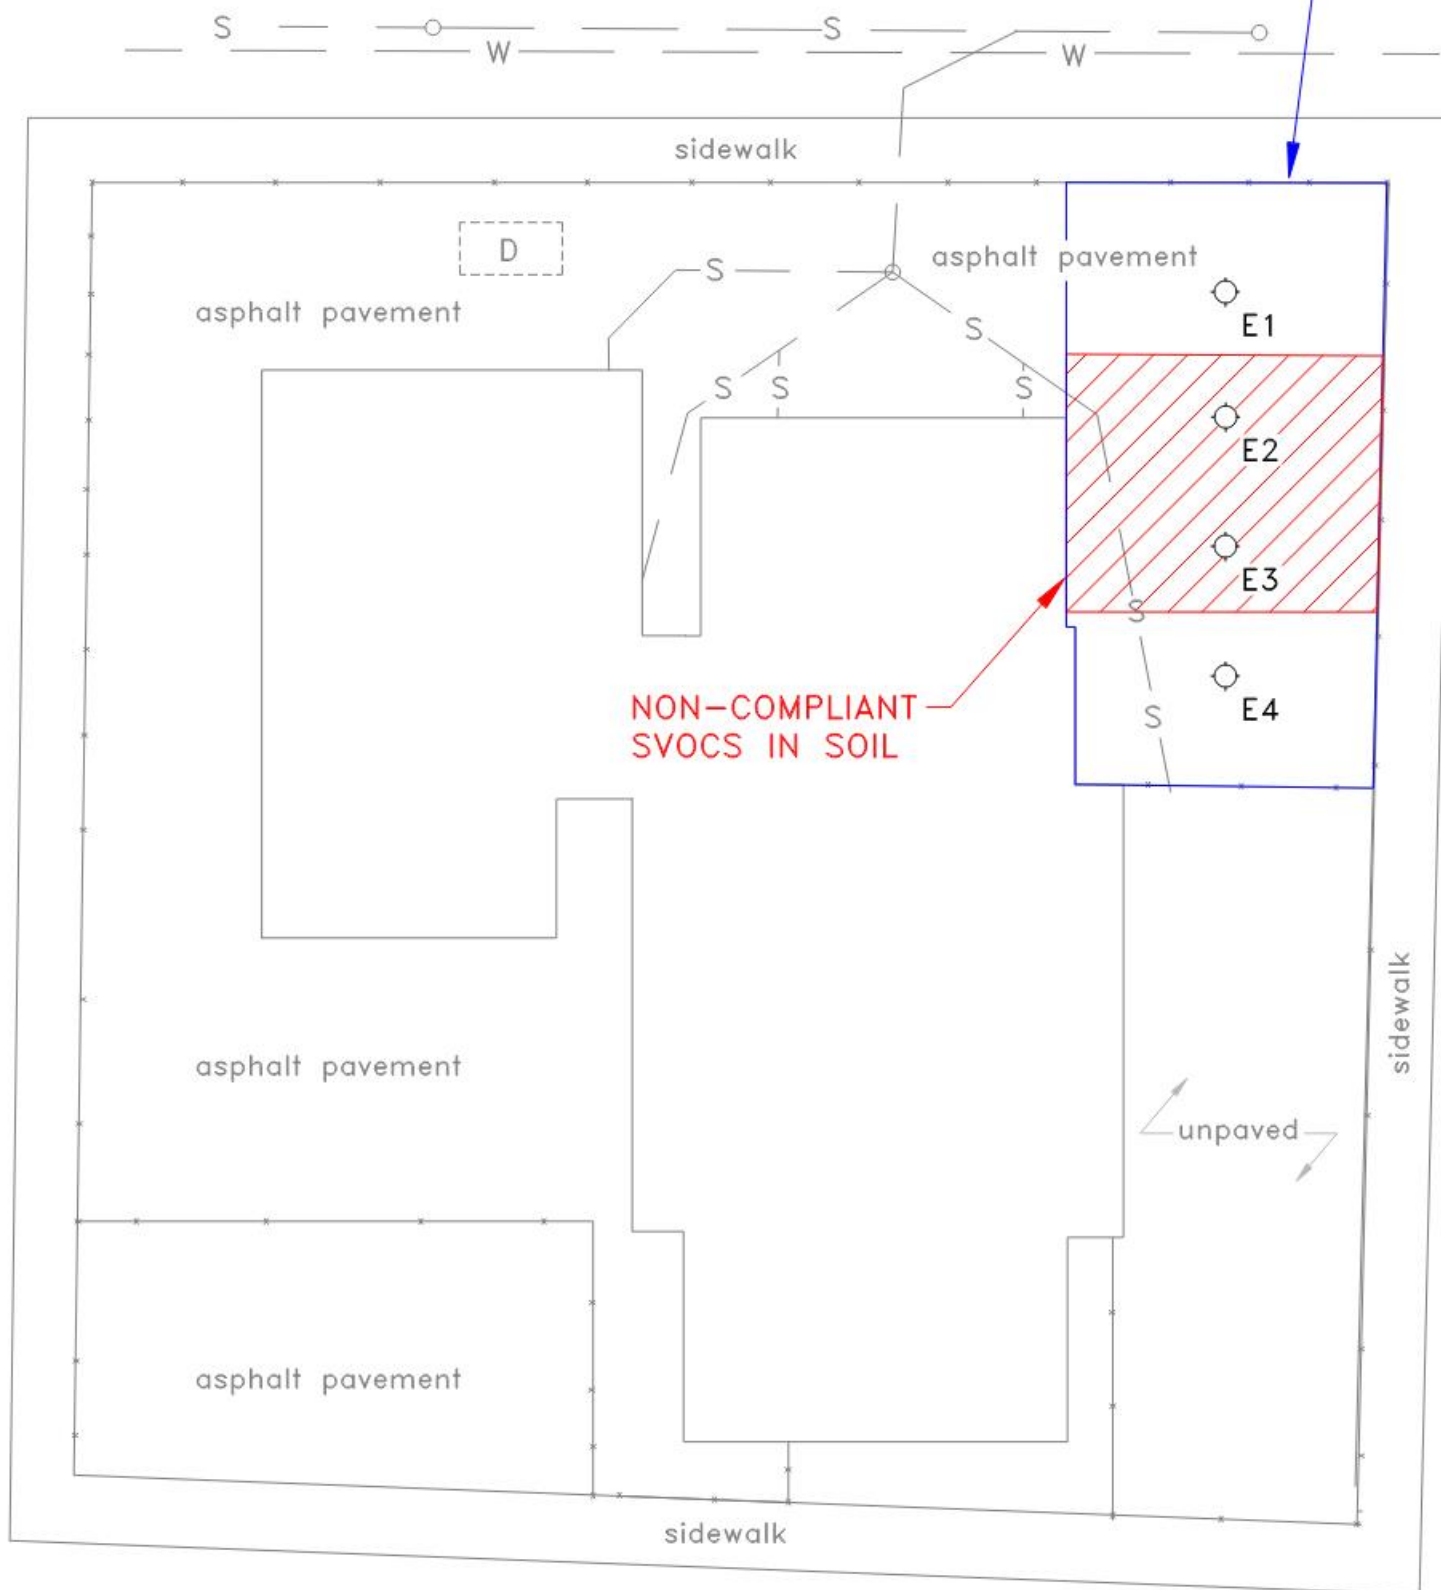 S
S
W
W
sidewalk
D
asphalt pavement
S
asphalt pavement
S
E1
S
S
S
E2
E3
S
NON-COMPLIANT
SVOCS IN SOIL
E4
S
sidewalk
asphalt pavement
unpaved
asphalt pavement
sidewalk